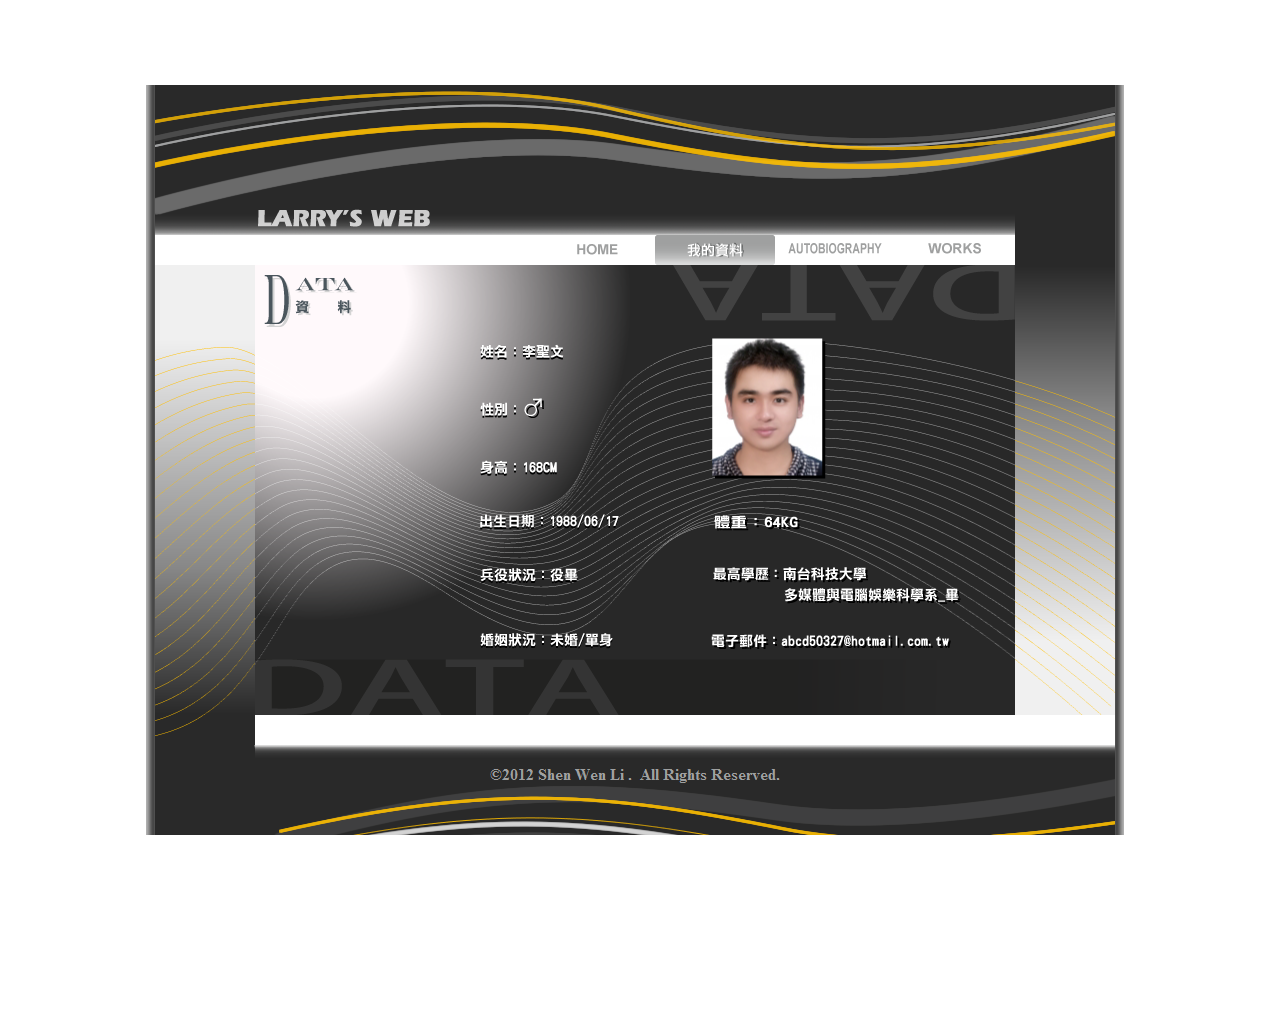 LARRY'S WEB
HOME
我的資料
AUTOBIOGRAPHY
WORKS
DATA
DATA
資 料
姓名：李聖文
性別：♂
身高：168CM
出生日期：1988/06/17
體重：64KG
兵役狀況：役畢
最高學歷：南台科技大學
多媒體與電腦娛樂科學系_畢
婚姻狀況：未婚/單身
電子郵件：abcd50327@hotmail.com.tw
DATA
©2012 Shen Wen Li . All Rights Reserved.